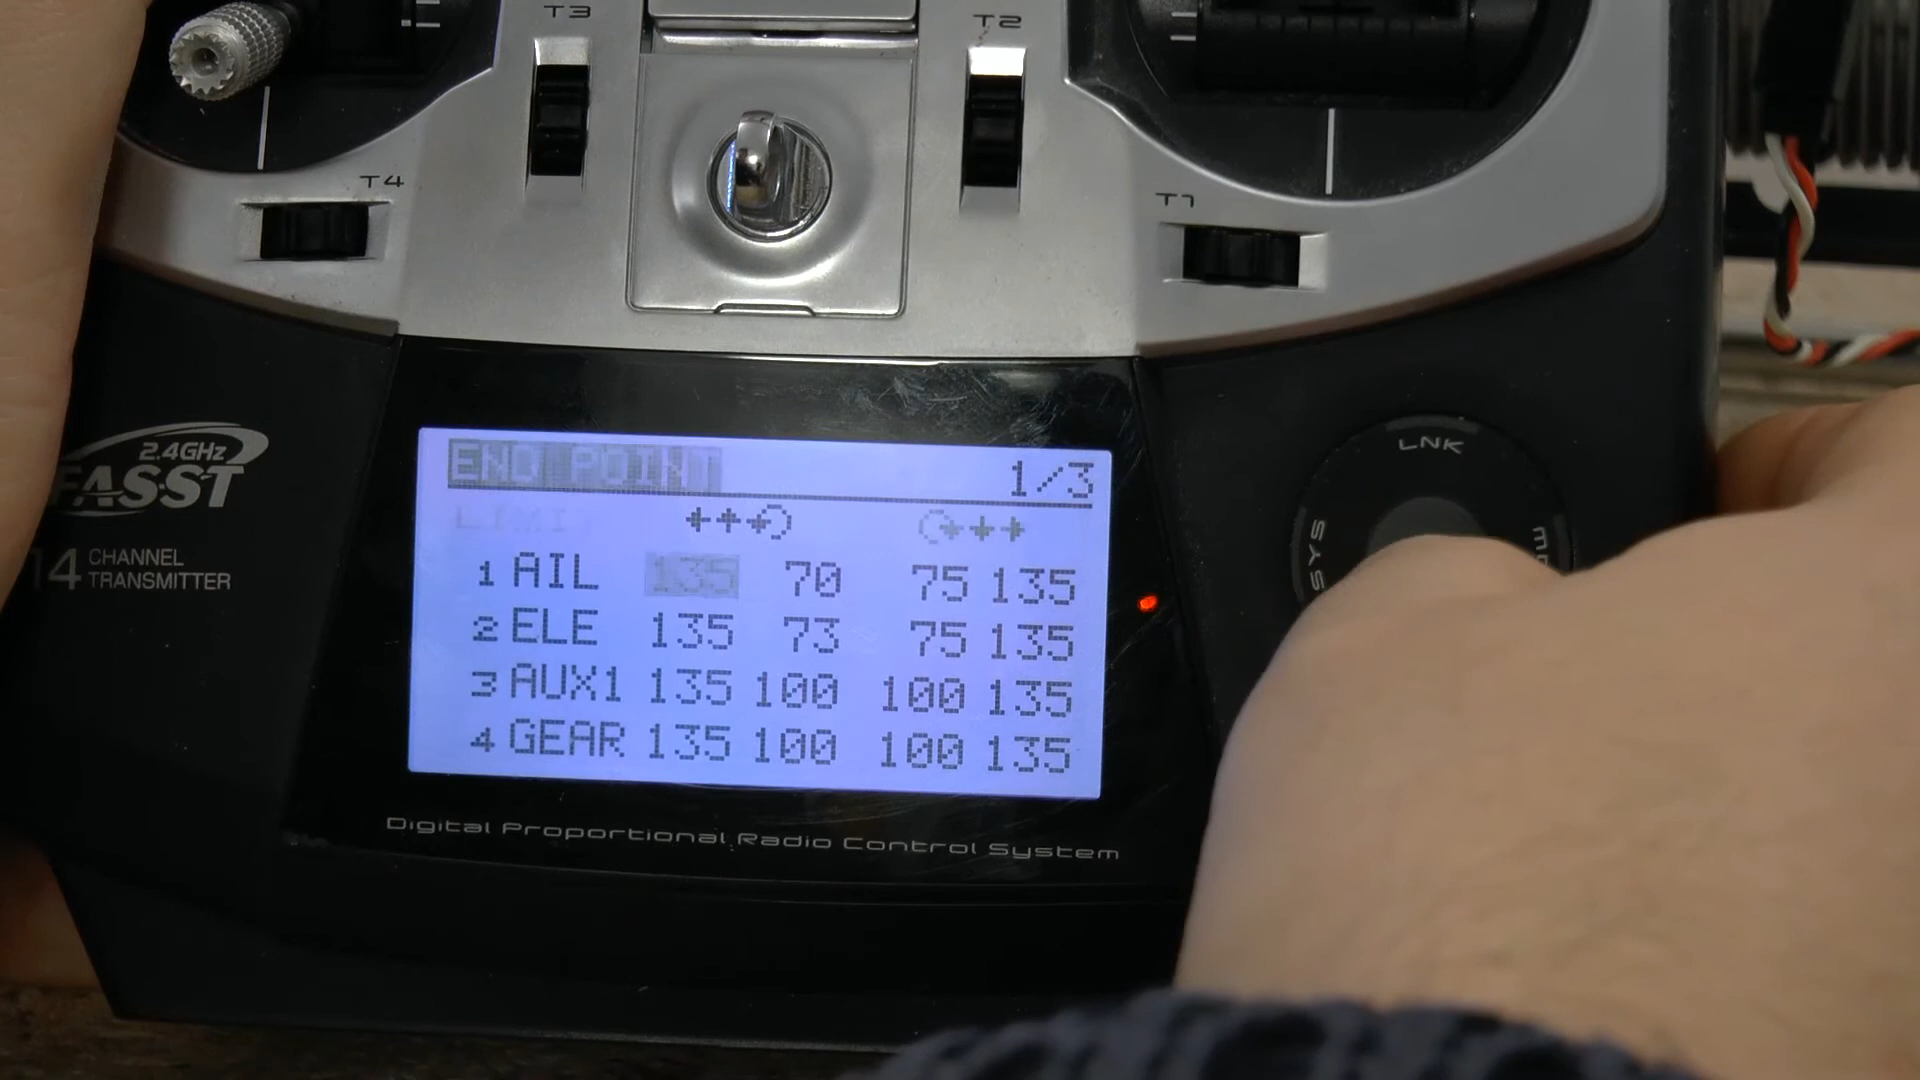 T3
T2
T4
T1
2.4GHz
FASST
14 CHANNEL
TRANSMITTER
LNK
SYS
END POINT 1/3
LIMIT
1 AIL 135 70 75 135
2 ELE 135 73 75 135
3 AUX1 135 100 100 135
4 GEAR 135 100 100 135
Digital Proportional Radio Control System